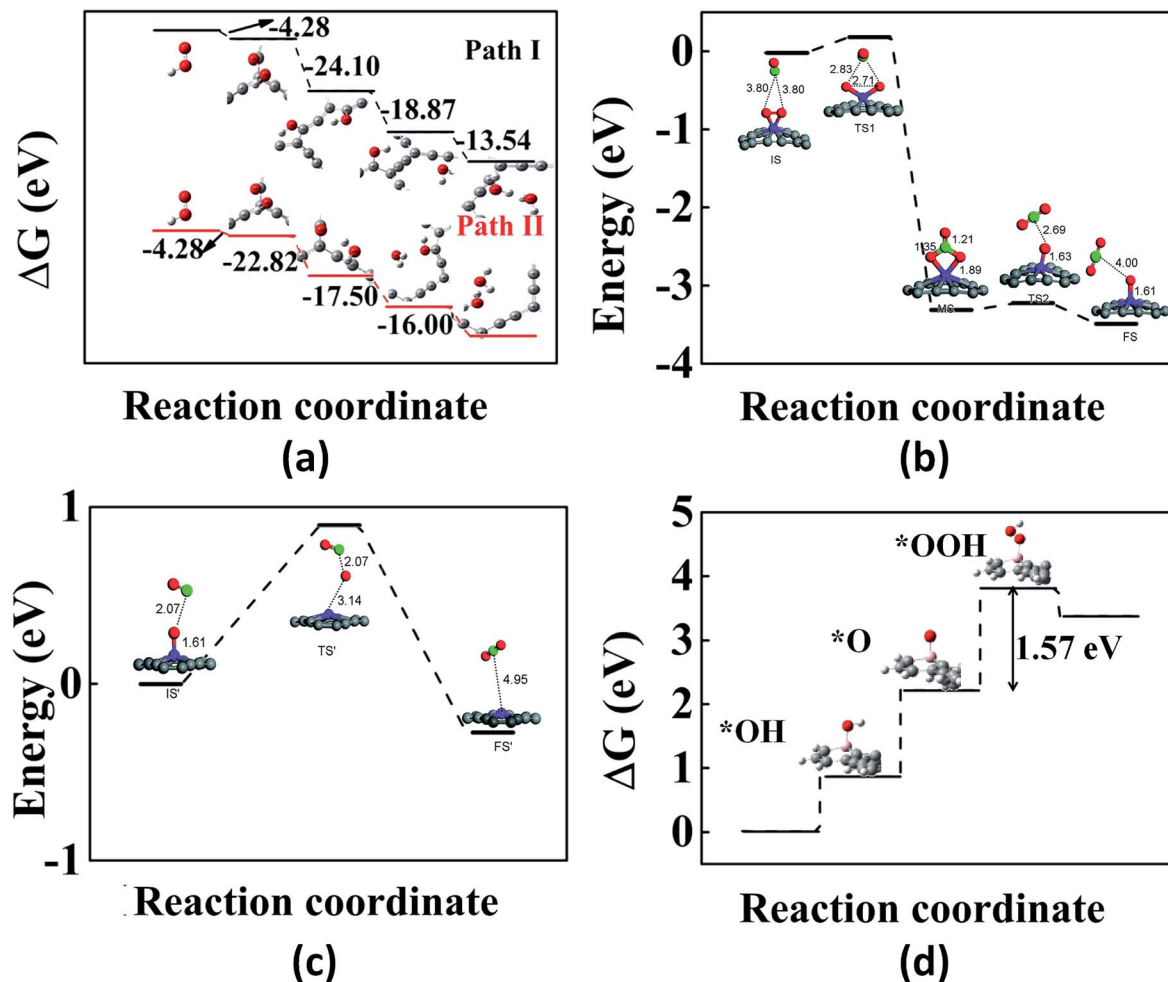 -4.28
Path I
-24.10
-18.87
-13.54
Path II
-4.28
-22.82
-17.50
-16.00
ΔG (eV)
Reaction coordinate
(a)
0
-1
-2
-3
-4
Energy (eV)
2.83
2.71
3.80
3.80
TS1
IS
1.35
1.21
1.89
MS
2.69
1.63
TS2
4.00
1.61
FS
Reaction coordinate
(b)
1
0
-1
Energy (eV)
2.07
1.61
IS'
2.07
3.14
TS'
4.95
FS'
Reaction coordinate
(c)
5
4
3
2
1
0
ΔG (eV)
*OOH
*O
1.57 eV
*OH
Reaction coordinate
(d)